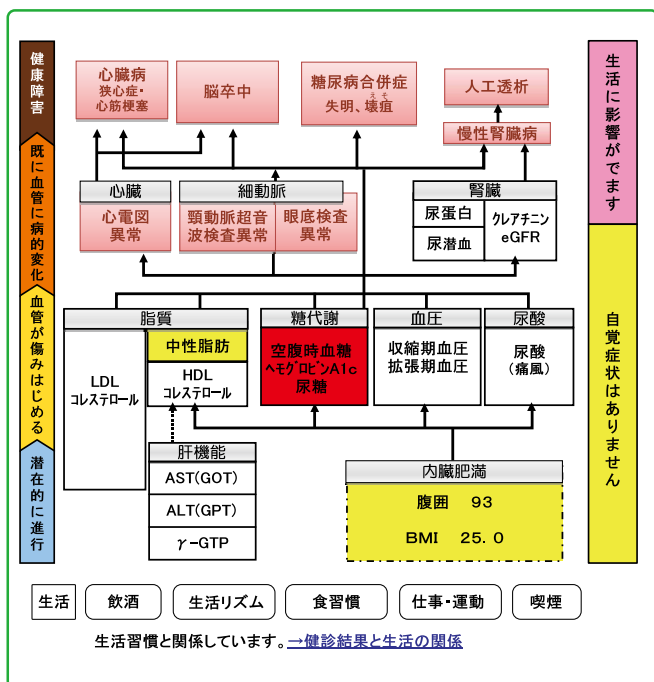 健康障害
既に血管に病的変化
血管が傷みはじめる
潜在的に進行
心臓病
狭心症・
心筋梗塞
脳卒中
糖尿病合併症
えそ
失明、壊疽
人工透析
慢性腎臓病
生活に影響がでます
自覚症状はありません
心臓
心電図
異常
細動脈
頸動脈超音
波検査異常
眼底検査
異常
腎臓
尿蛋白
尿潜血
クレアチニン
eGFR
脂質
LDL
コレステロール
中性脂肪
HDL
コレステロール
糖代謝
空腹時血糖
ヘモグロビンA1c
尿糖
血圧
収縮期血圧
拡張期血圧
尿酸
尿酸
(痛風)
肝機能
AST(GOT)
ALT(GPT)
γ-GTP
内臓肥満
腹囲 93
BMI 25.0
生活
飲酒
生活リズム
食習慣
仕事・運動
喫煙
生活習慣と関係しています。→健診結果と生活の関係